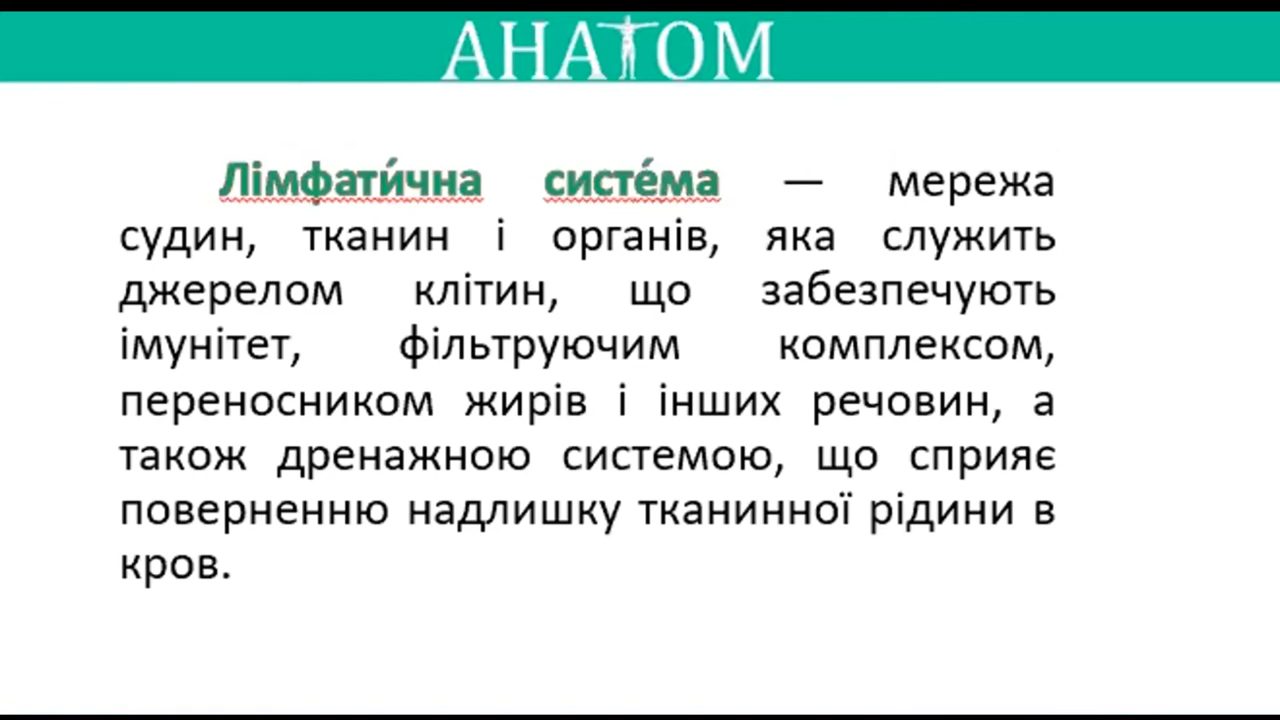 АНАТОМ
Лімфати́чна систе́ма — мережа
судин, тканин і органів, яка служить
джерелом клітин, що забезпечують
імунітет, фільтруючим комплексом,
переносником жирів і інших речовин, а
також дренажною системою, що сприяє
поверненню надлишку тканинної рідини в
кров.